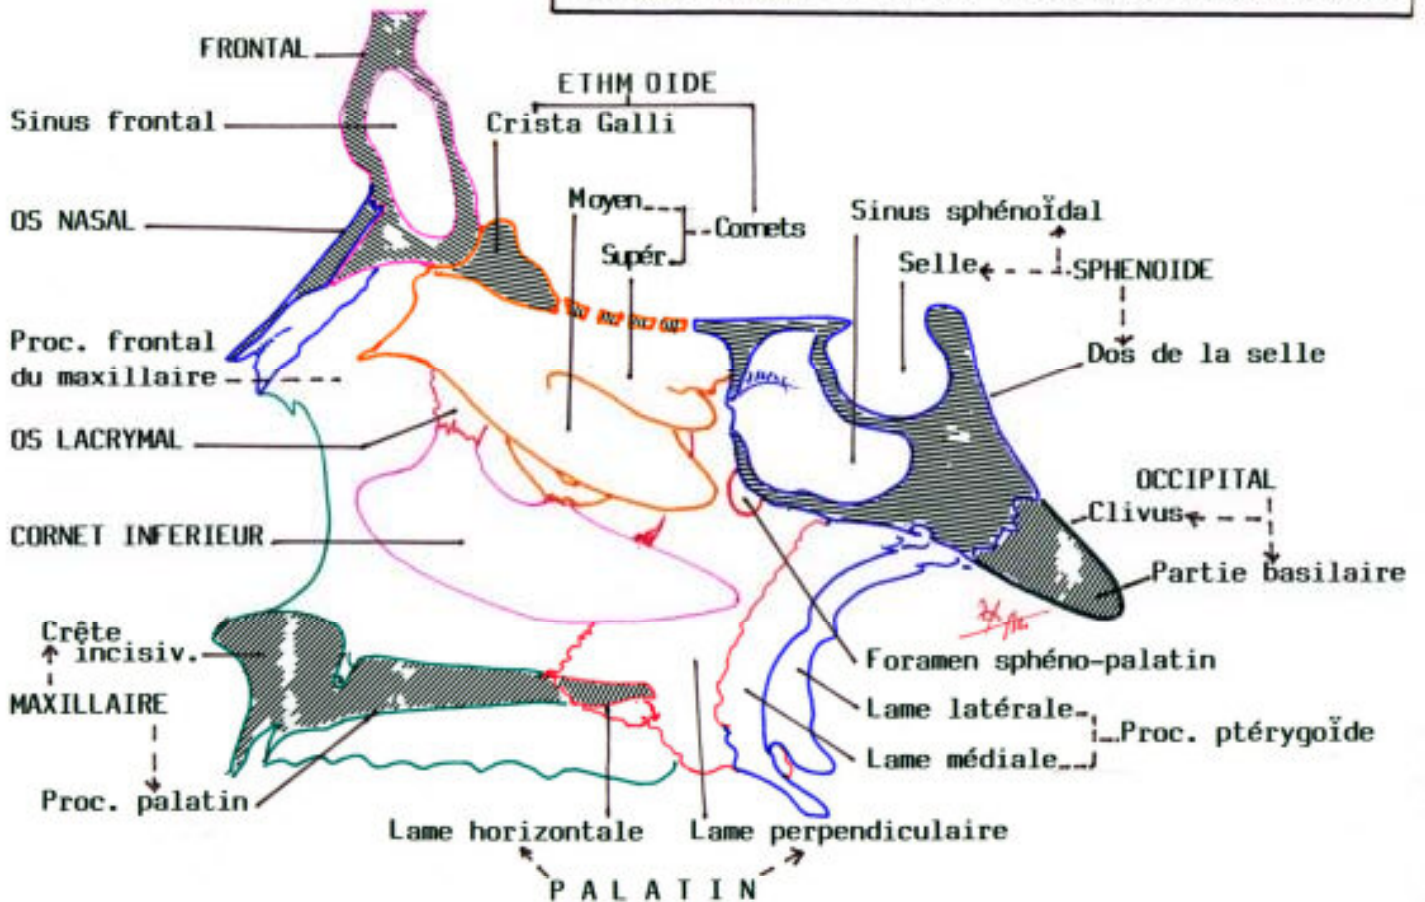 FRONTAL
ETHMOIDE
Sinus frontal
Crista Galli
Moyen
OS NASAL
Cornets
Supér
Sinus sphénoïdal
Selle
SPHENOIDE
Proc. frontal
du maxillaire
Dos de la selle
OS LACRYMAL
OCCIPITAL
Clivus
CORNET INFERIEUR
Partie basilaire
Crête
incisiv.
Foramen sphéno-palatin
MAXILLAIRE
Lame latérale
Proc. ptérygoïde
Lame médiale
Proc. palatin
Lame horizontale
Lame perpendiculaire
PALATIN